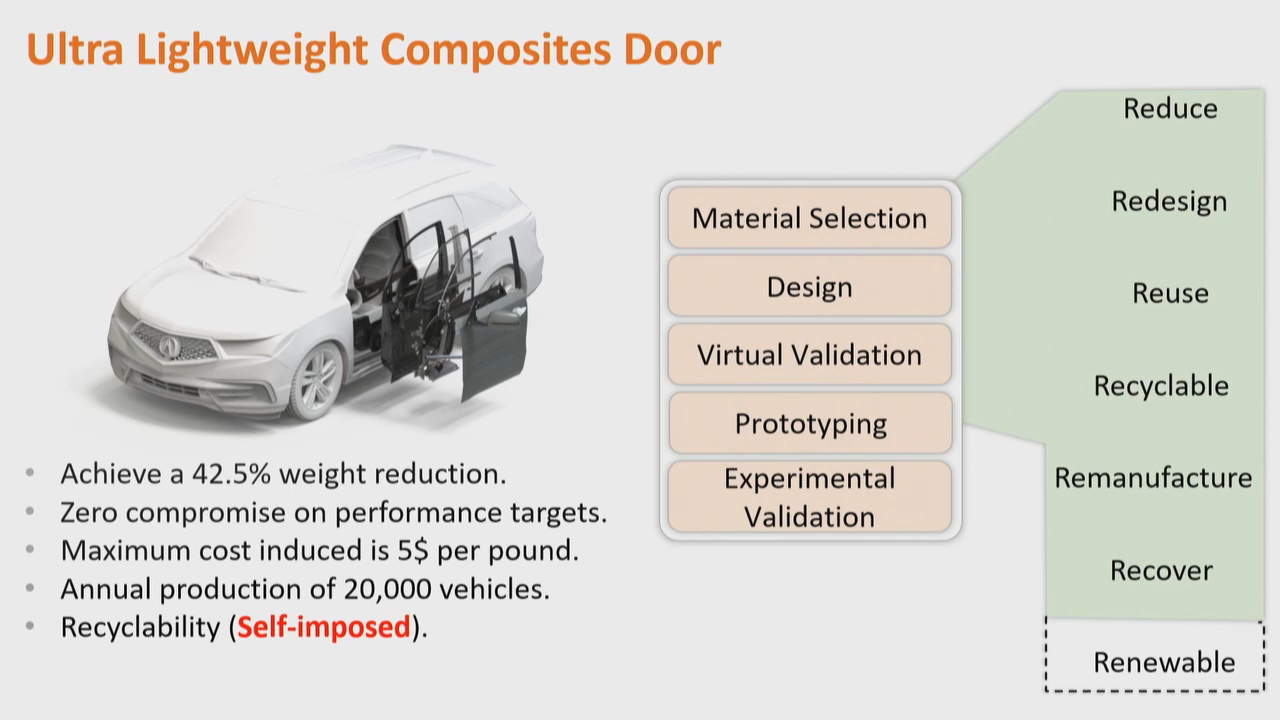 Ultra Lightweight Composites Door
• Achieve a 42.5% weight reduction.
• Zero compromise on performance targets.
• Maximum cost induced is 5$ per pound.
• Annual production of 20,000 vehicles.
• Recyclability (Self-imposed).
Material Selection
Design
Virtual Validation
Prototyping
Experimental
Validation
Reduce
Redesign
Reuse
Recyclable
Remanufacture
Recover
Renewable